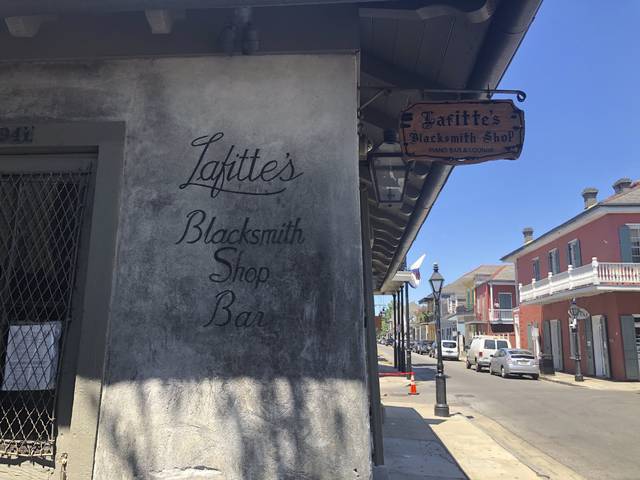 941
Lafitte's
Blacksmith
Shop
Bar
Lafitte's
Blacksmith Shop
PIANO BAR & LOUNGE